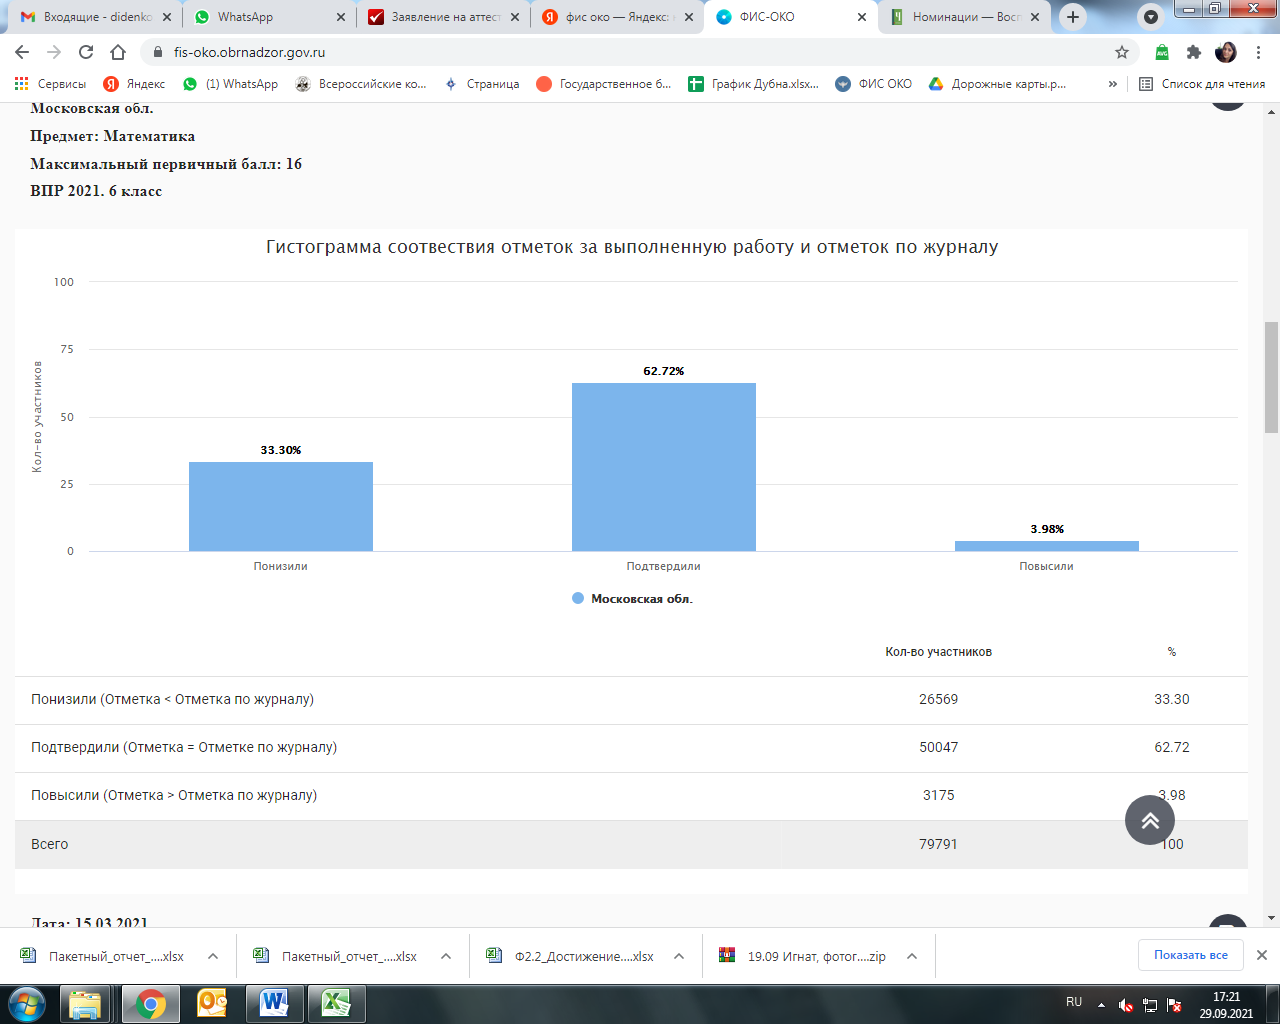 Входящие - didenko
WhatsApp
Заявление на аттест
фис око — Яндекс:
ФИС-ОКО
Номинации — Восп
fis-oko.obrnadzor.gov.ru
Сервисы
Яндекс
(1) WhatsApp
Всероссийские ко...
Страница
Государственное б...
График Дубна.xlsx...
ФИС ОКО
Дорожные карты.р...
»
Список для чтения
Московская обл.
Предмет: Математика
Максимальный первичный балл: 16
ВПР 2021. 6 класс
Гистограмма соотвествия отметок за выполненную работу и отметок по журналу
Кол-во участников
100
75
50
25
0
33.30%
62.72%
3.98%
Понизили
Подтвердили
Повысили
Московская обл.
Кол-во участников %
Понизили (Отметка < Отметка по журналу) 26569 33.30
Подтвердили (Отметка = Отметке по журналу) 50047 62.72
Повысили (Отметка > Отметка по журналу) 3175 3.98
Всего 79791 100
Дата: 15.03.2021
Пакетный_отчет_....xlsx
Пакетный_отчет_....xlsx
Ф2.2_Достижение....xlsx
19.09 Игнат, фотог....zip
Показать все
RU
17:21
29.09.2021